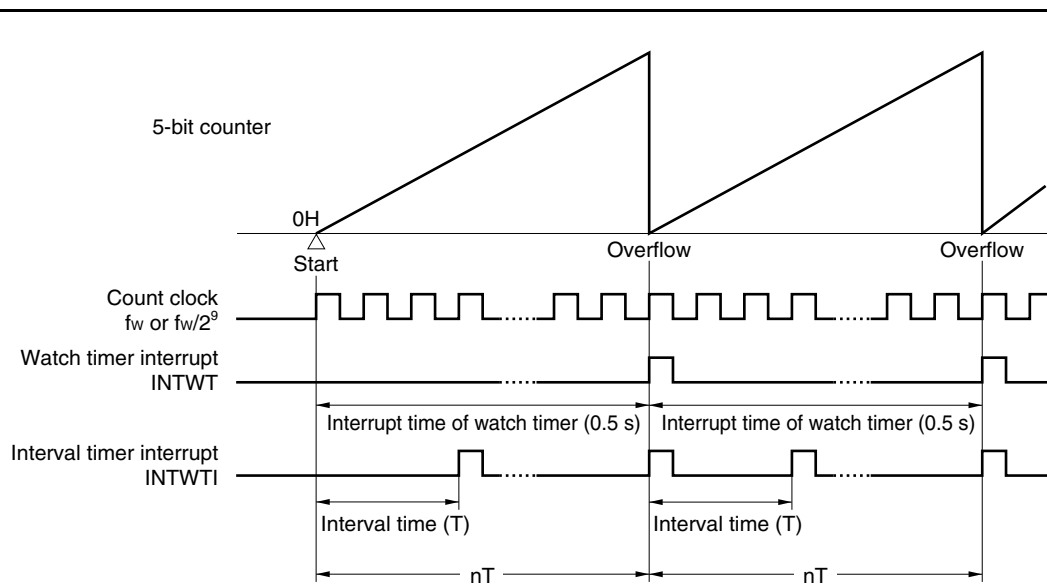 5-bit counter
0H
Start
Overflow
Overflow
Count clock
fW or fW/2⁹
Watch timer interrupt
INTWT
Interrupt time of watch timer (0.5 s)
Interrupt time of watch timer (0.5 s)
Interval timer interrupt
INTWTI
Interval time (T)
Interval time (T)
nT
nT